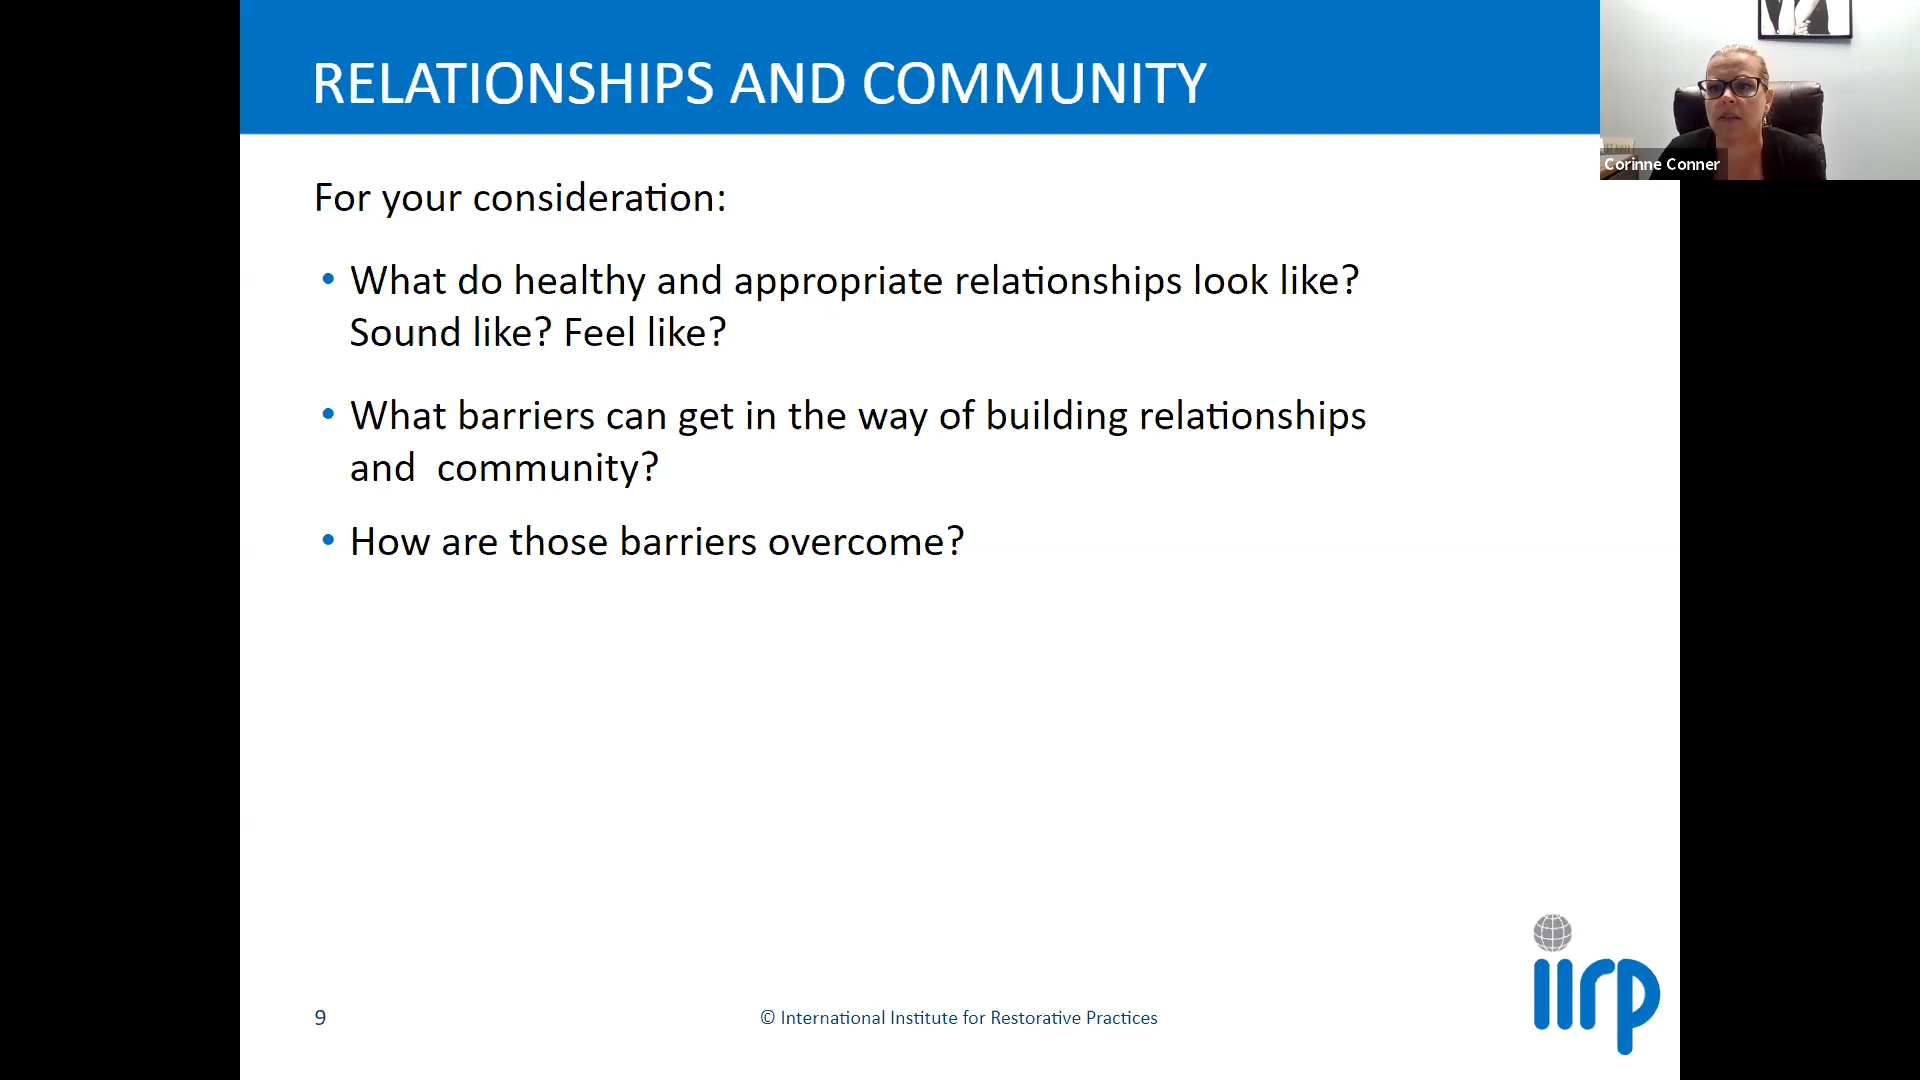 RELATIONSHIPS AND COMMUNITY
Corinne Conner
For your consideration:
• What do healthy and appropriate relationships look like?
Sound like? Feel like?
• What barriers can get in the way of building relationships
and  community?
• How are those barriers overcome?
iirp
9
© International Institute for Restorative Practices